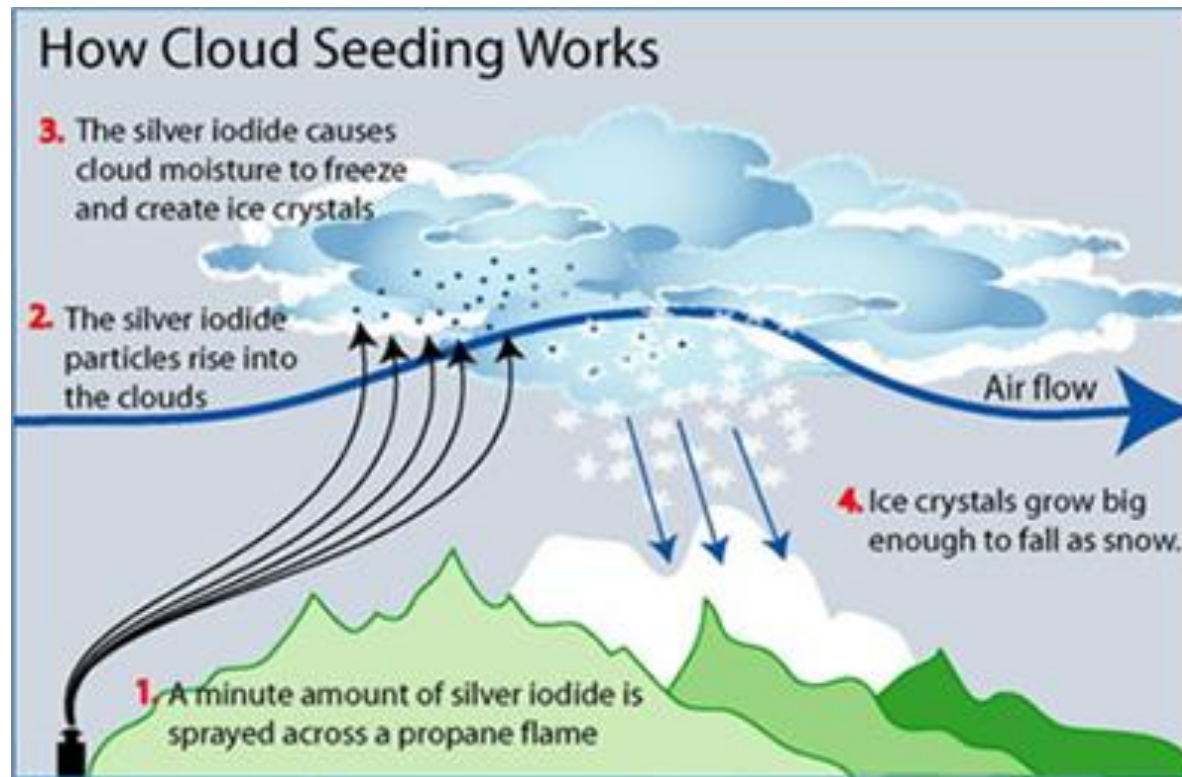 How Cloud Seeding Works
3. The silver iodide causes
cloud moisture to freeze
and create ice crystals
2. The silver iodide
particles rise into
the clouds
Air flow
4. Ice crystals grow big
enough to fall as snow.
1. A minute amount of silver iodide is
sprayed across a propane flame